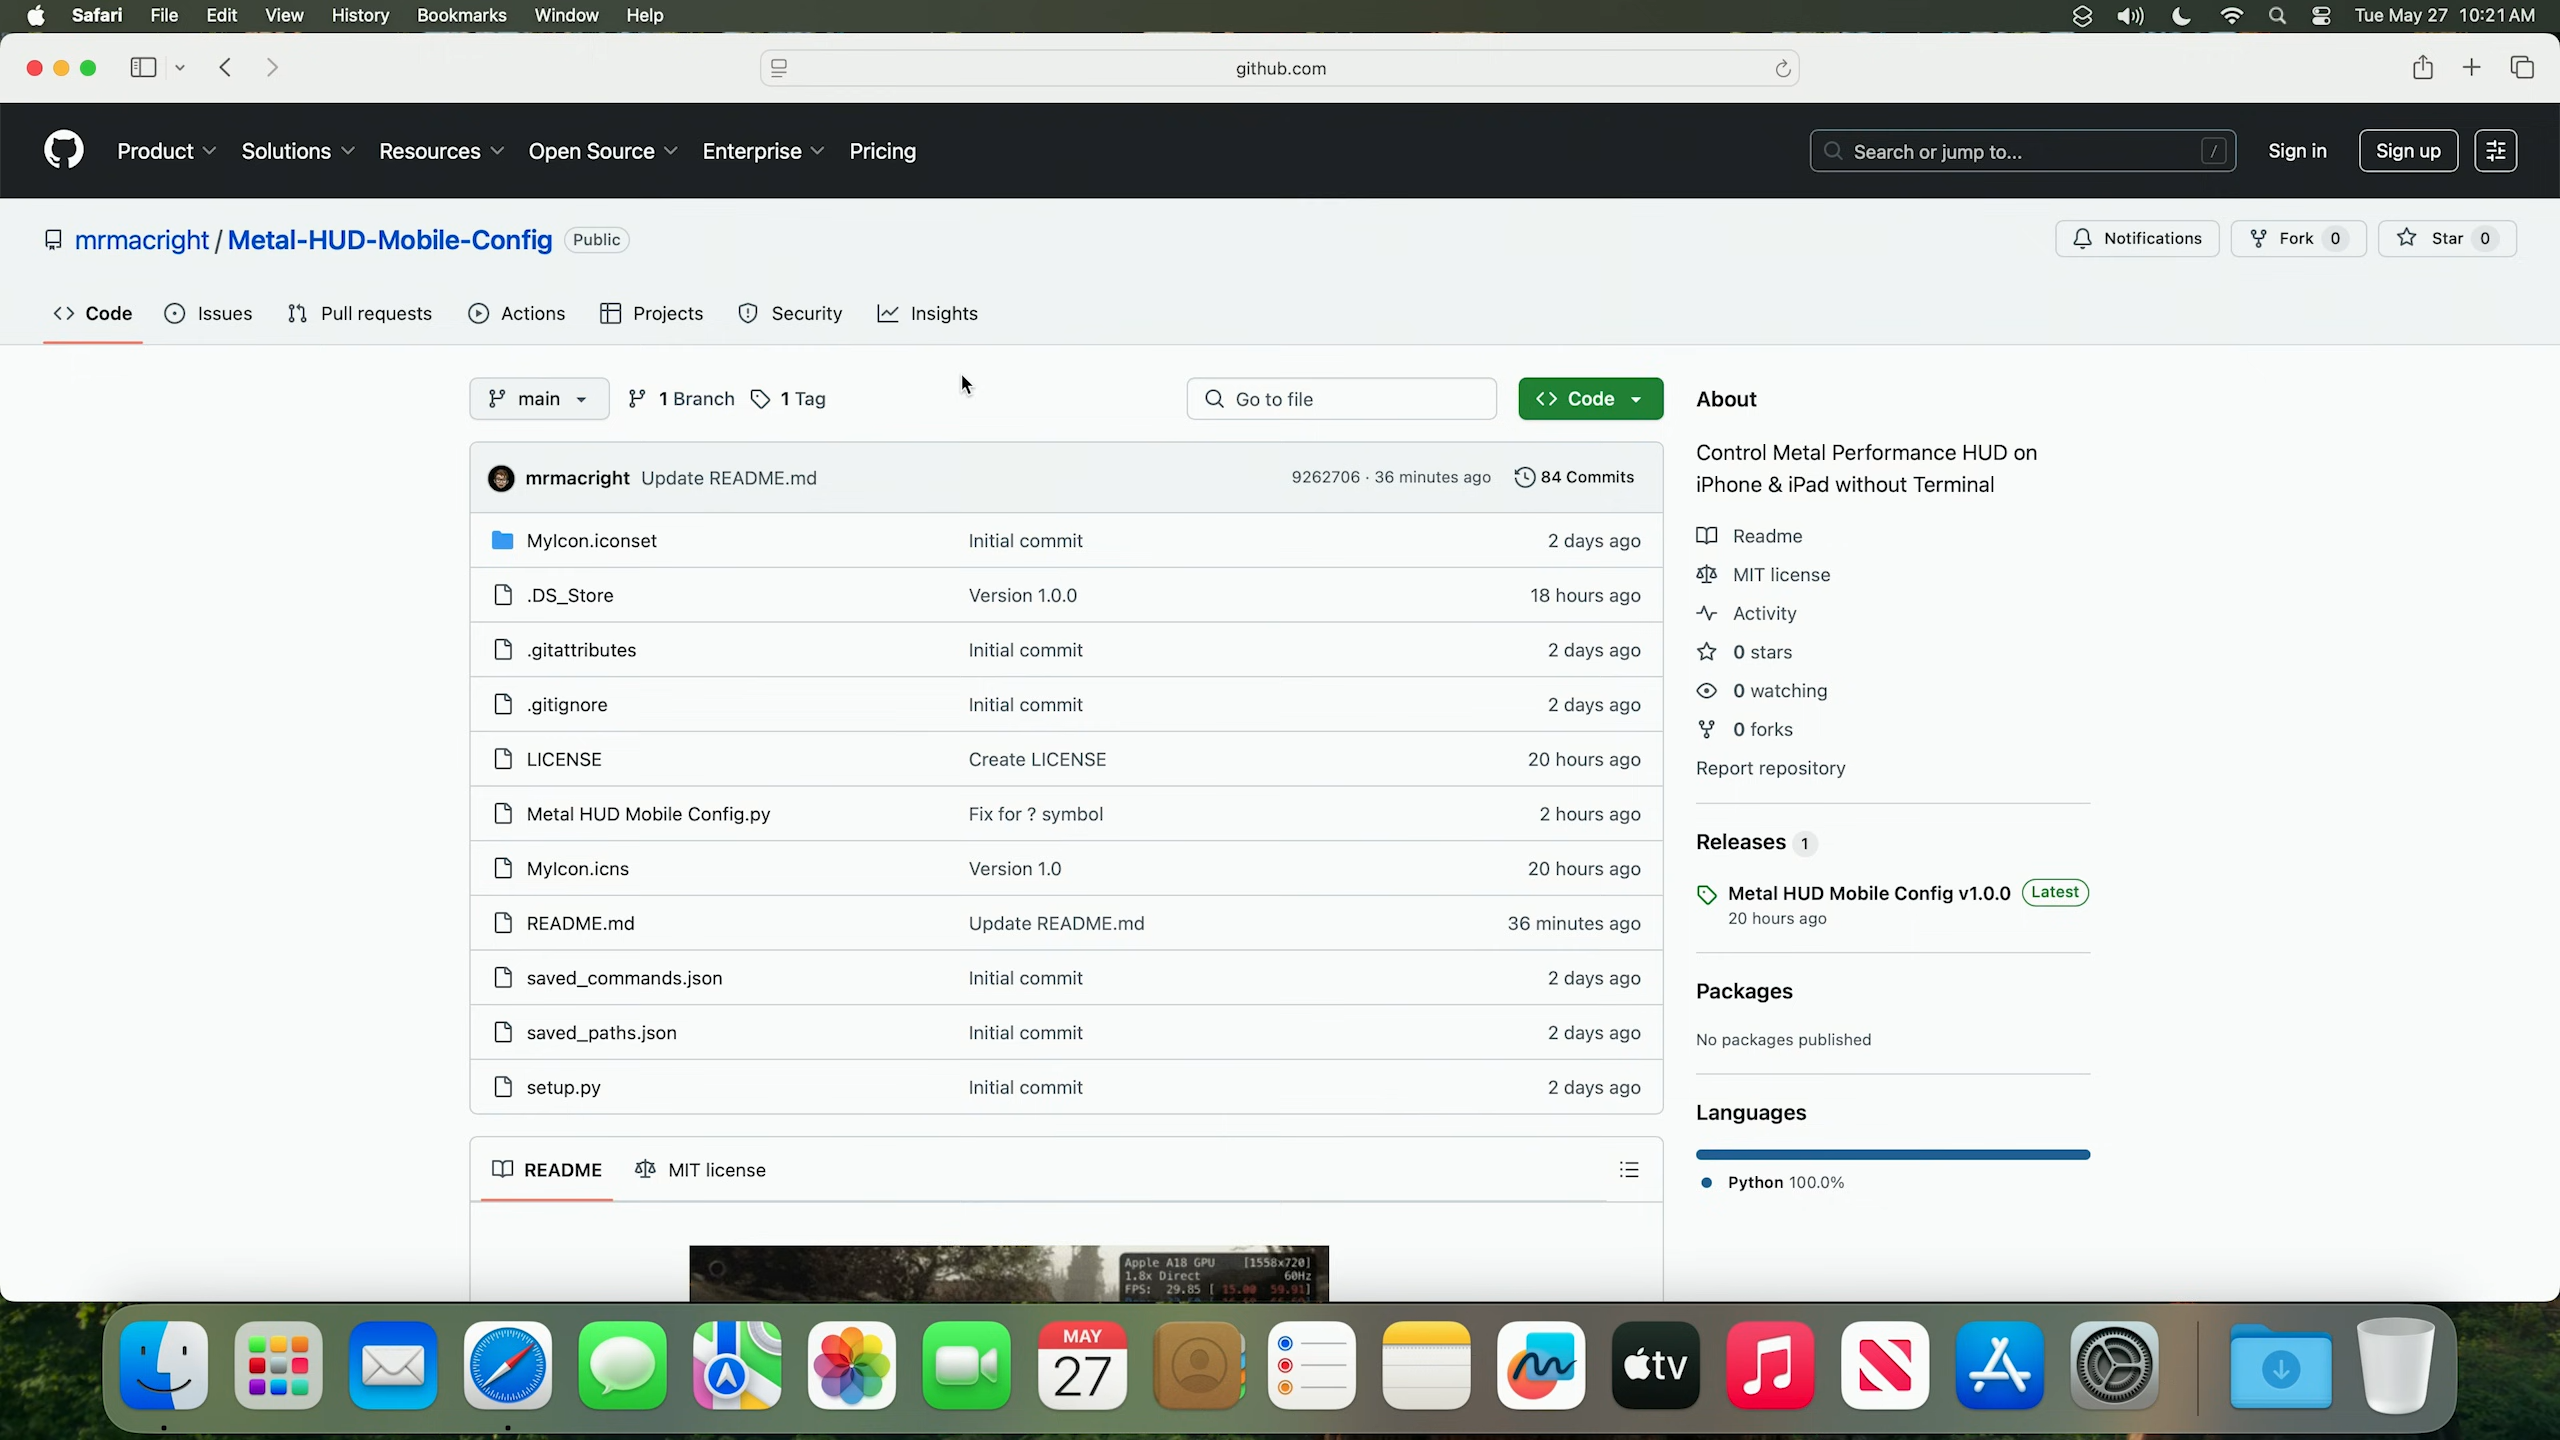 Safari File Edit View History Bookmarks Window Help Tue May 27 10:21 AM
github.com
Product Solutions Resources Open Source Enterprise Pricing Search or jump to... / Sign in Sign up
mrmacright / Metal-HUD-Mobile-Config Public Notifications Fork 0 Star 0
Code Issues Pull requests Actions Projects Security Insights
main 1 Branch 1 Tag Go to file Code
mrmacright Update README.md 9262706 · 36 minutes ago 84 Commits
MyIcon.iconset Initial commit 2 days ago
.DS_Store Version 1.0.0 18 hours ago
.gitattributes Initial commit 2 days ago
.gitignore Initial commit 2 days ago
LICENSE Create LICENSE 20 hours ago
Metal HUD Mobile Config.py Fix for ? symbol 2 hours ago
MyIcon.icns Version 1.0 20 hours ago
README.md Update README.md 36 minutes ago
saved_commands.json Initial commit 2 days ago
saved_paths.json Initial commit 2 days ago
setup.py Initial commit 2 days ago
README MIT license
Apple A18 GPU [1558x720]
1.8x Direct 60Hz
FPS: 29.85 [ 15.00 59.91]
About
Control Metal Performance HUD on
iPhone & iPad without Terminal
Readme
MIT license
Activity
0 stars
0 watching
0 forks
Report repository
Releases 1
Metal HUD Mobile Config v1.0.0 Latest
20 hours ago
Packages
No packages published
Languages
Python 100.0%
MAY
27
tv